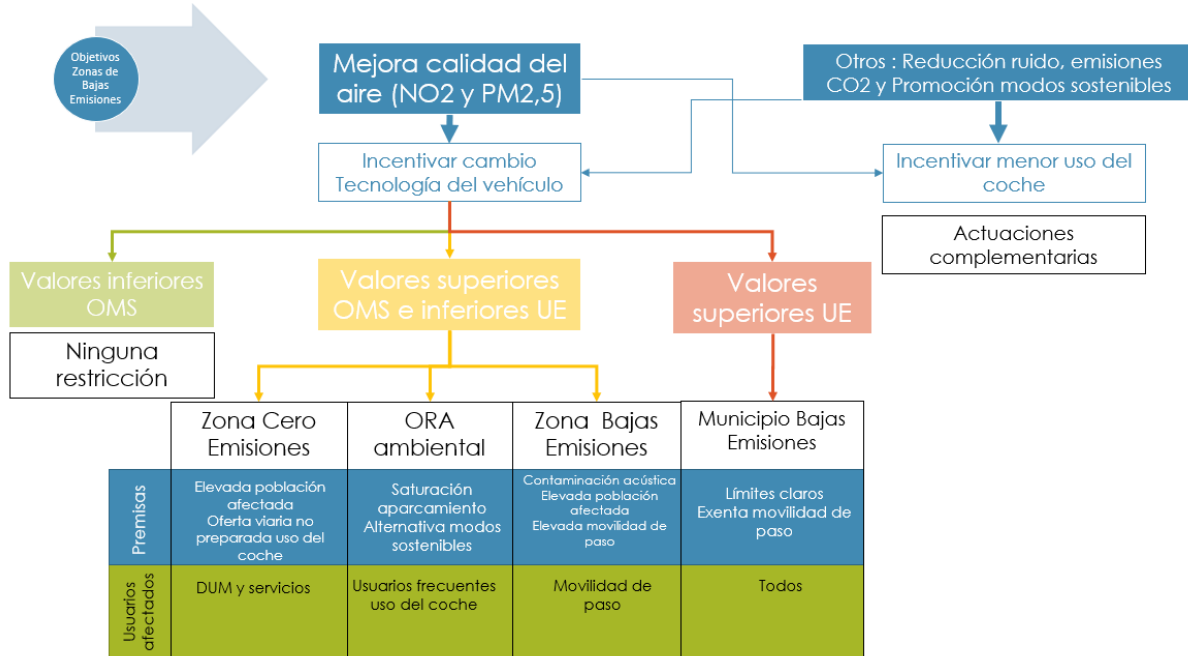 Objetivos
Zonas de
Bajas
Emisiones
Mejora calidad del
aire (NO2 y PM2,5)
Otros : Reducción ruido, emisiones
CO2 y Promoción modos sostenibles
Incentivar cambio
Tecnología del vehículo
Incentivar menor uso del
coche
Actuaciones
complementarias
Valores inferiores
OMS
Valores superiores
OMS e inferiores UE
Valores
superiores UE
Ninguna
restricción
Zona Cero
Emisiones
ORA
ambiental
Zona Bajas
Emisiones
Municipio Bajas
Emisiones
Premisas
Elevada población
afectada
Oferta viaria no
preparada uso del
coche
Saturación
aparcamiento
Alternativa modos
sostenibles
Contaminación acústica
Elevada población
afectada
Elevada movilidad de
paso
Límites claros
Exenta movilidad de
paso
Usuarios
afectados
DUM y servicios
Usuarios frecuentes
uso del coche
Movilidad de
paso
Todos